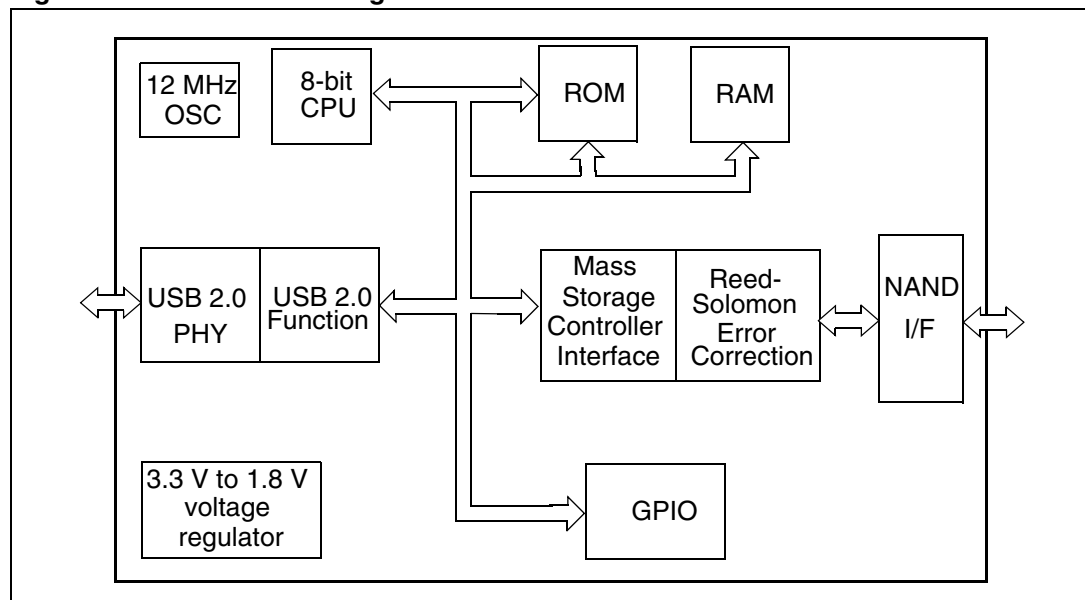 12 MHz
OSC
8-bit
CPU
ROM
RAM
USB 2.0
PHY
USB 2.0
Function
Mass
Storage
Controller
Interface
Reed-
Solomon
Error
Correction
NAND
I/F
3.3 V to 1.8 V
voltage
regulator
GPIO